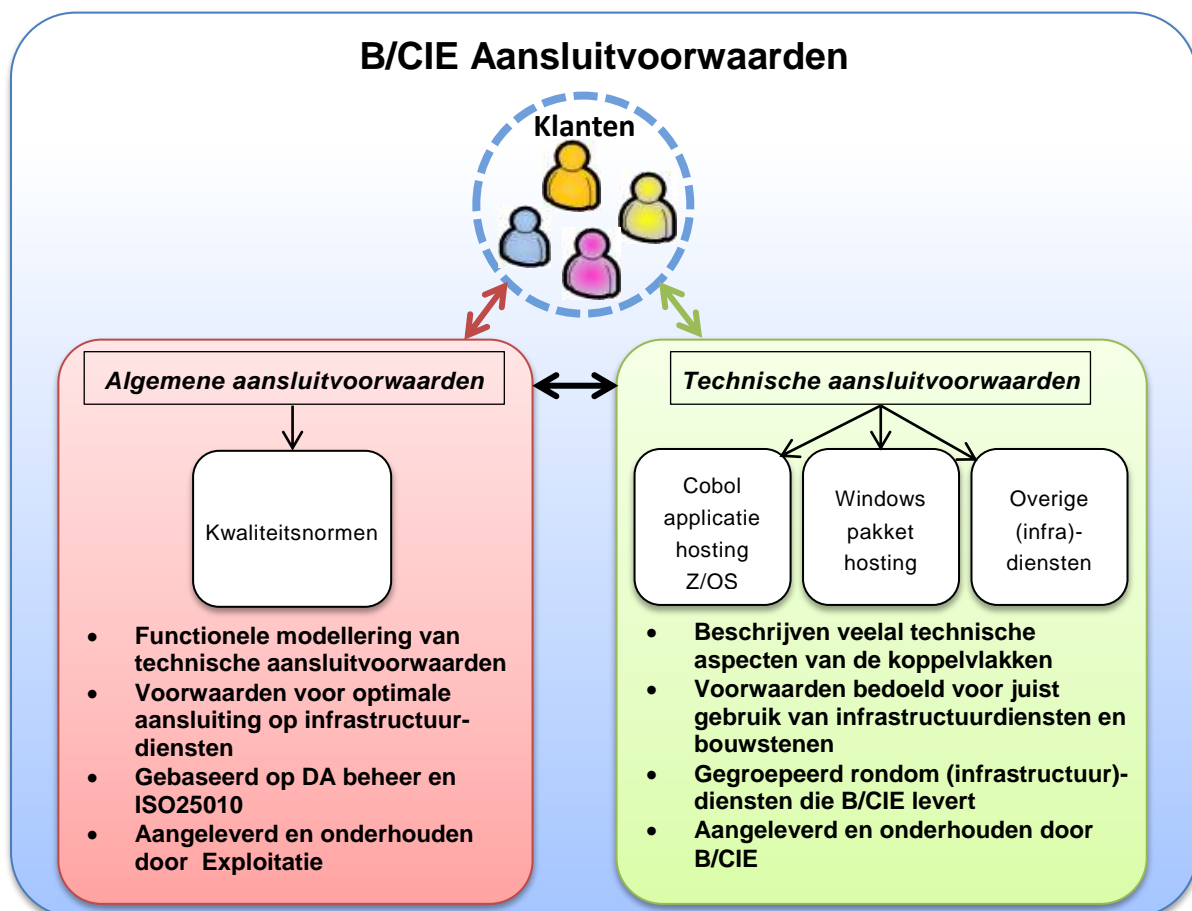 B/CIE Aansluitvoorwaarden
Klanten
Algemene aansluitvoorwaarden
Kwaliteitsnormen
• Functionele modellering van
technische aansluitvoorwaarden
• Voorwaarden voor optimale
aansluiting op infrastructuur-
diensten
• Gebaseerd op DA beheer en
ISO25010
• Aangeleverd en onderhouden
door Exploitatie
Technische aansluitvoorwaarden
Cobol
applicatie
hosting
Z/OS
Windows
pakket
hosting
Overige
(infra)-
diensten
• Beschrijven veelal technische
aspecten van de koppelvlakken
• Voorwaarden bedoeld voor juist
gebruik van infrastructuurdiensten en
bouwstenen
• Gegroepeerd rondom (infrastructuur)-
diensten die B/CIE levert
• Aangeleverd en onderhouden door
B/CIE